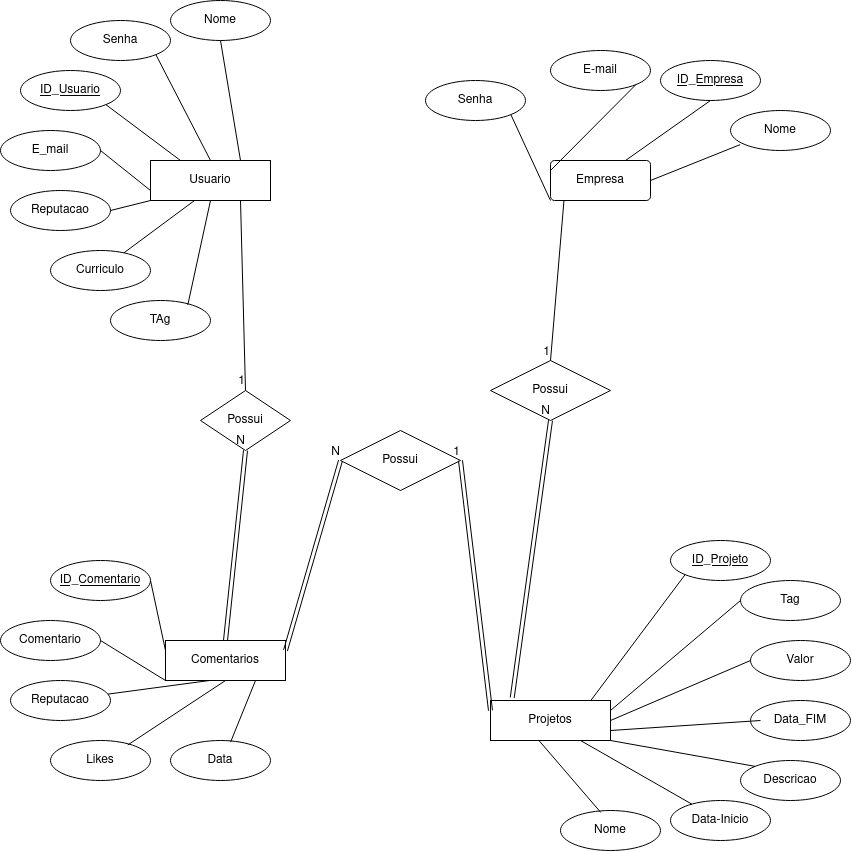 Nome
Senha
ID_Usuario
E_mail
Usuario
Reputacao
Curriculo
TAg
E-mail
ID_Empresa
Senha
Nome
Empresa
1
Possui
N
1
Possui
N
N
Possui
1
ID_Comentario
Comentario
Comentarios
Reputacao
Likes
Data
ID_Projeto
Tag
Valor
Projetos
Data_FIM
Descricao
Data-Inicio
Nome